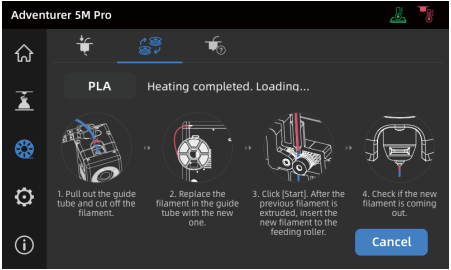 Adventurer 5M Pro
PLA
Heating completed. Loading...
1. Pull out the guide
tube and cut off the
filament.
2. Replace the
filament in the guide
tube with the new
one.
3. Click [Start]. After the
previous filament is
extruded, insert the
new filament to the
feeding roller.
4. Check if the new
filament is coming
out.
Cancel